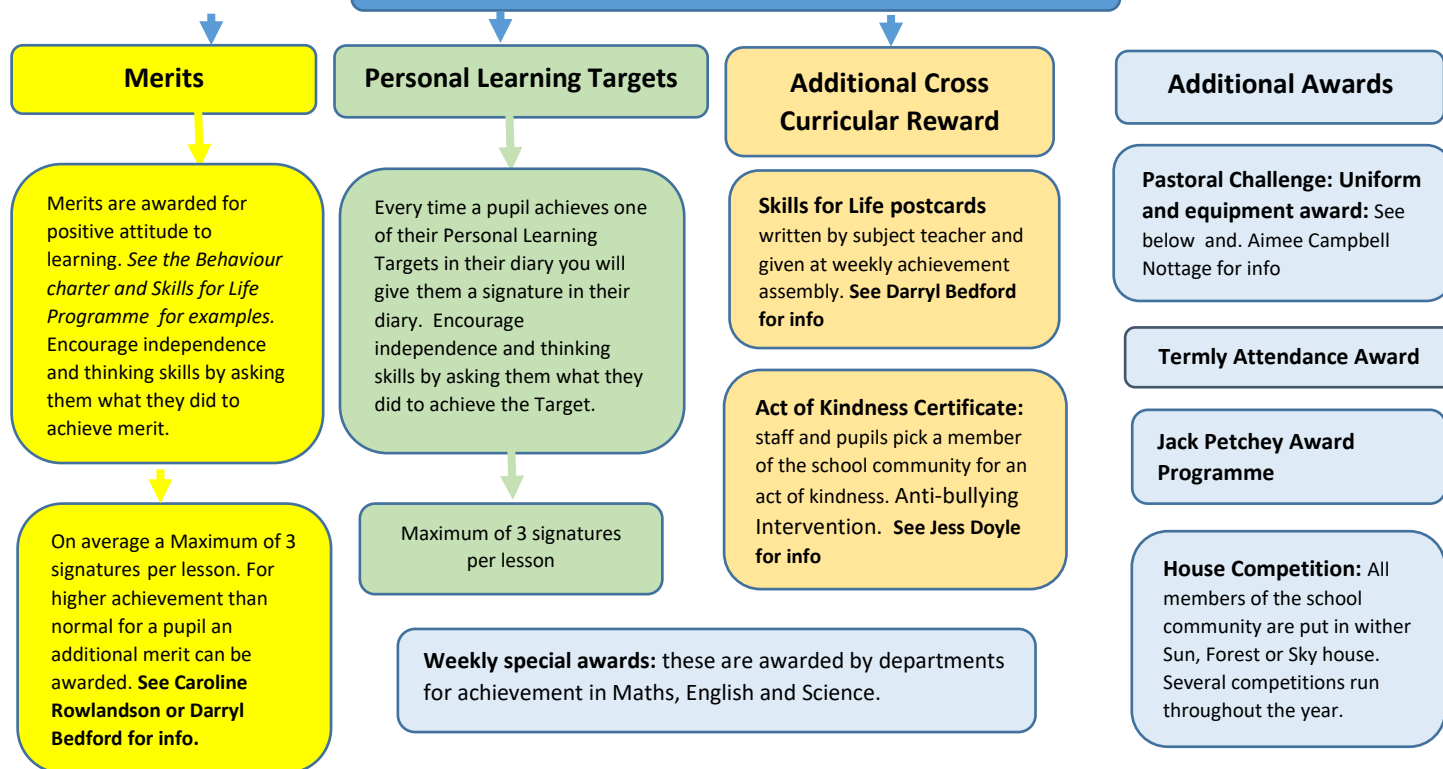 Merits
Merits are awarded for
positive attitude to
learning. See the Behaviour
charter and Skills for Life
Programme  for examples.
Encourage independence
and thinking skills by asking
them what they did to
achieve merit.
On average a Maximum of 3
signatures per lesson. For
higher achievement than
normal for a pupil an
additional merit can be
awarded. See Caroline
Rowlandson or Darryl
Bedford for info.
Personal Learning Targets
Every time a pupil achieves one
of their Personal Learning
Targets in their diary you will
give them a signature in their
diary.  Encourage
independence and thinking
skills by asking them what they
did to achieve the Target.
Maximum of 3 signatures
per lesson
Additional Cross
Curricular Reward
Skills for Life postcards
written by subject teacher and
given at weekly achievement
assembly. See Darryl Bedford
for info
Act of Kindness Certificate:
staff and pupils pick a member
of the school community for an
act of kindness. Anti-bullying
Intervention.  See Jess Doyle
for info
Weekly special awards: these are awarded by departments
for achievement in Maths, English and Science.
Additional Awards
Pastoral Challenge: Uniform
and equipment award: See
below  and. Aimee Campbell
Nottage for info
Termly Attendance Award
Jack Petchey Award
Programme
House Competition: All
members of the school
community are put in wither
Sun, Forest or Sky house.
Several competitions run
throughout the year.